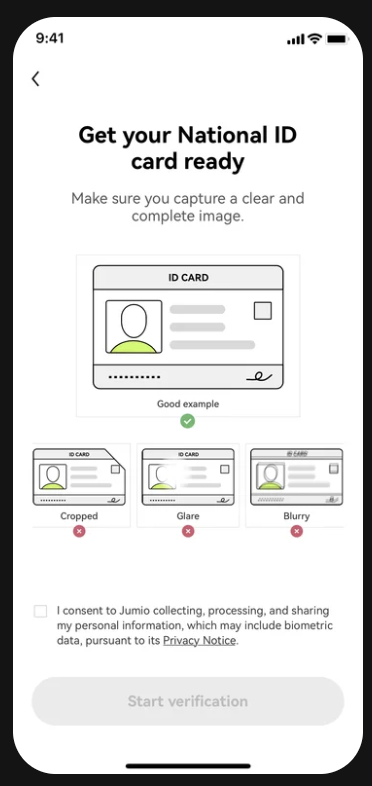 9:41
Get your National ID
card ready
Make sure you capture a clear and
complete image.
ID CARD
Good example
ID CARD
ID CARD
ID CARD
Cropped
Glare
Blurry
I consent to Jumio collecting, processing, and sharing
my personal information, which may include biometric
data, pursuant to its Privacy Notice.
Start verification